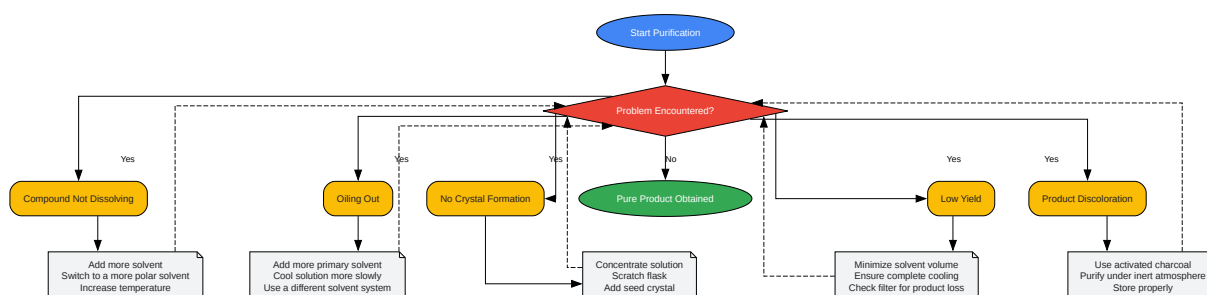 Start Purification
Problem Encountered?
Yes
Yes
Yes
No
Yes
Yes
Compound Not Dissolving
Oiling Out
No Crystal Formation
Pure Product Obtained
Low Yield
Product Discoloration
Add more solvent
Switch to a more polar solvent
Increase temperature
Add more primary solvent
Cool solution more slowly
Use a different solvent system
Concentrate solution
Scratch flask
Add seed crystal
Minimize solvent volume
Ensure complete cooling
Check filter for product loss
Use activated charcoal
Purify under inert atmosphere
Store properly